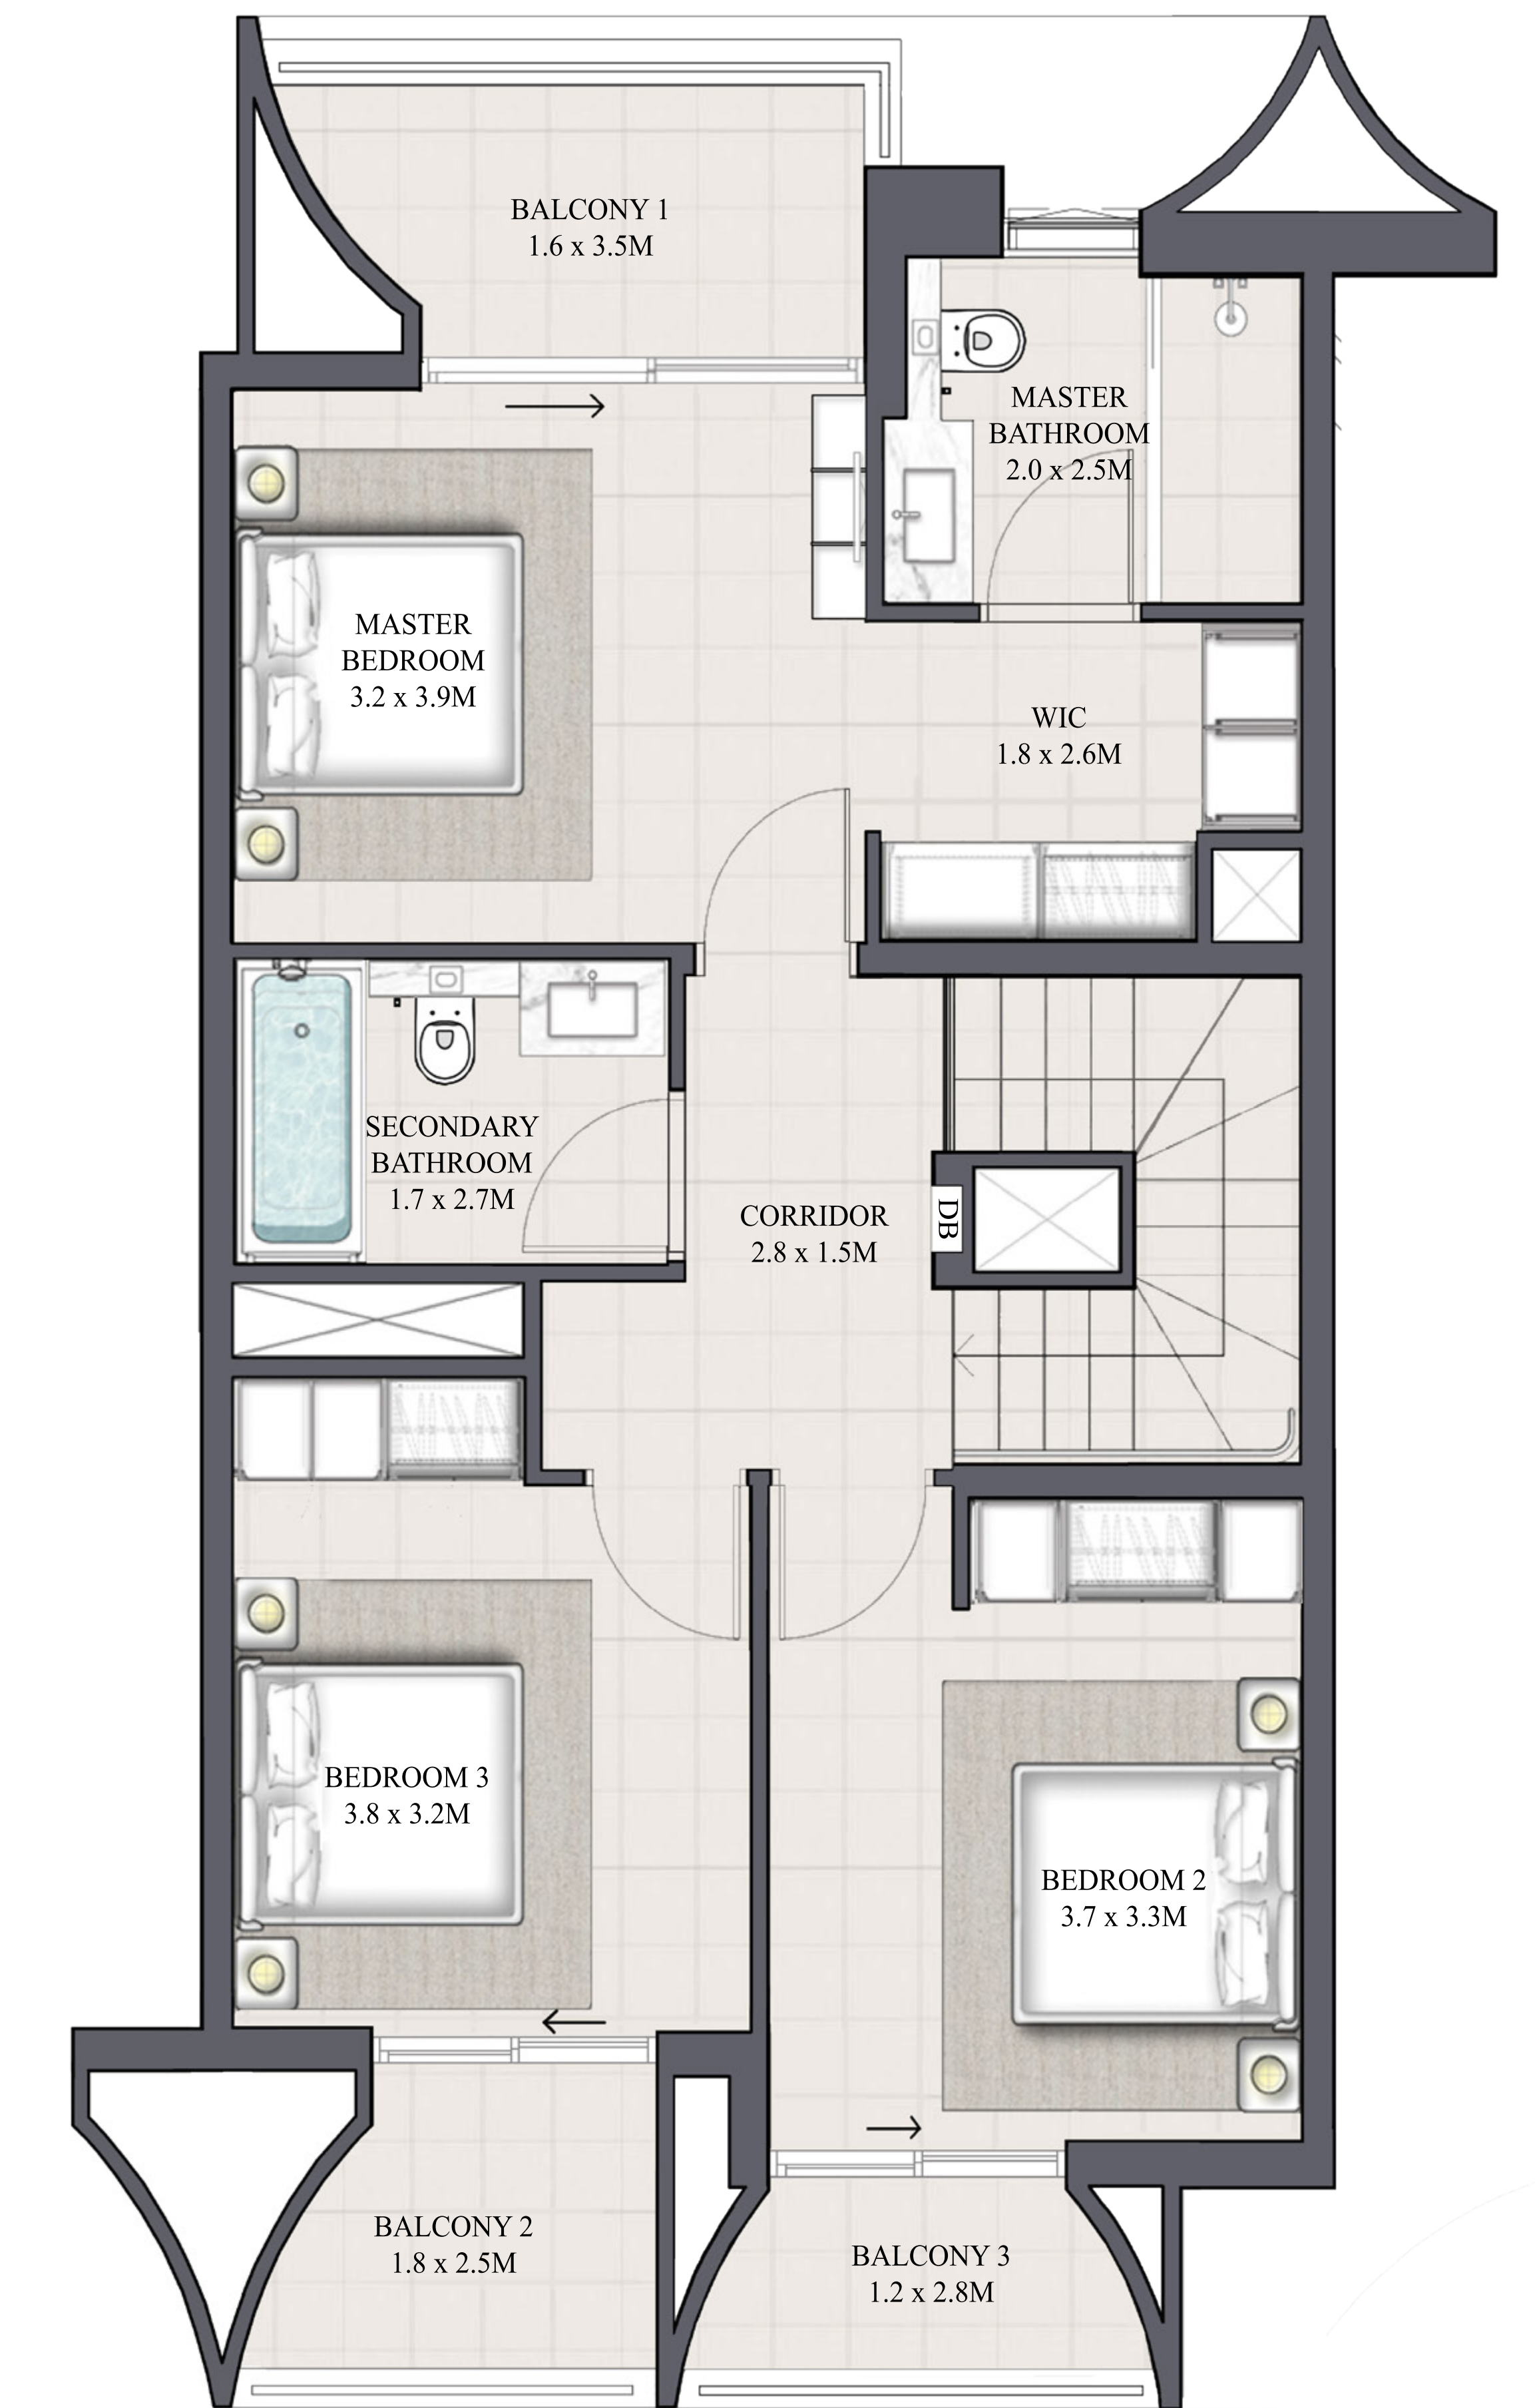 BALCONY 1
1.6 x 3.5M
MASTER
BATHROOM
2.0 x 2.5M
MASTER
BEDROOM
3.2 x 3.9M
WIC
1.8 x 2.6M
SECONDARY
BATHROOM
1.7 x 2.7M
CORRIDOR
2.8 x 1.5M
DB
BEDROOM 3
3.8 x 3.2M
BEDROOM 2
3.7 x 3.3M
BALCONY 2
1.8 x 2.5M
BALCONY 3
1.2 x 2.8M